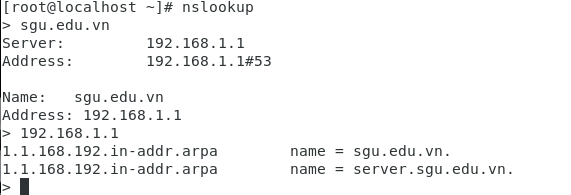 [root@localhost ~]# nslookup
> sgu.edu.vn
Server:         192.168.1.1
Address:        192.168.1.1#53

Name:   sgu.edu.vn
Address: 192.168.1.1
> 192.168.1.1
1.1.168.192.in-addr.arpa        name = sgu.edu.vn.
1.1.168.192.in-addr.arpa        name = server.sgu.edu.vn.
>